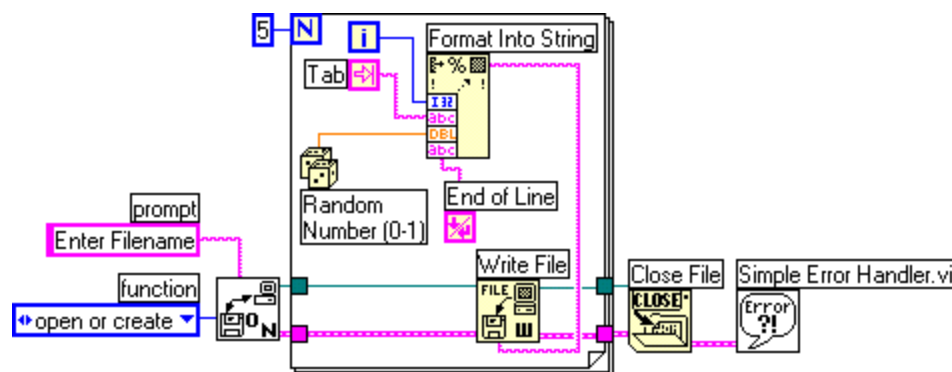 5
N
i
Format Into String
%
Tab
I32
abc
DBL
abc
Random
Number (0-1)
End of Line
prompt
Enter Filename
function
open or create
O
N
Write File
FILE
W
Close File
CLOSE
Simple Error Handler.vi
Error
?!